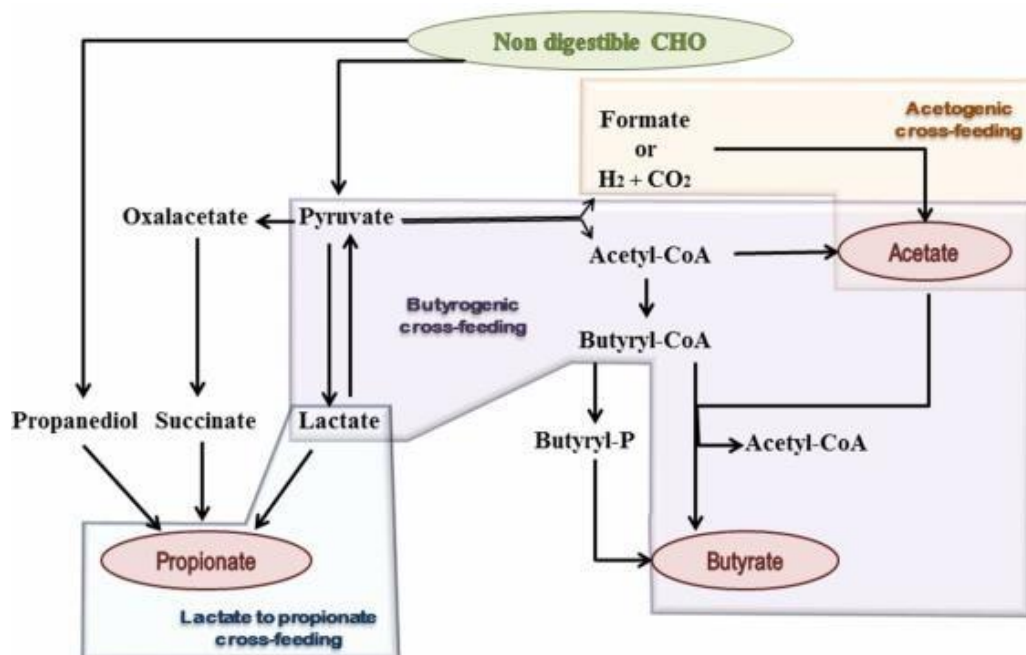 Non digestible CHO
Acetogenic
cross-feeding
Formate
or
H2 + CO2
Oxalacetate
Pyruvate
Acetyl-CoA
Acetate
Butyrogenic
cross-feeding
Butyryl-CoA
Propanediol
Succinate
Lactate
Butyryl-P
Acetyl-CoA
Propionate
Butyrate
Lactate to propionate
cross-feeding